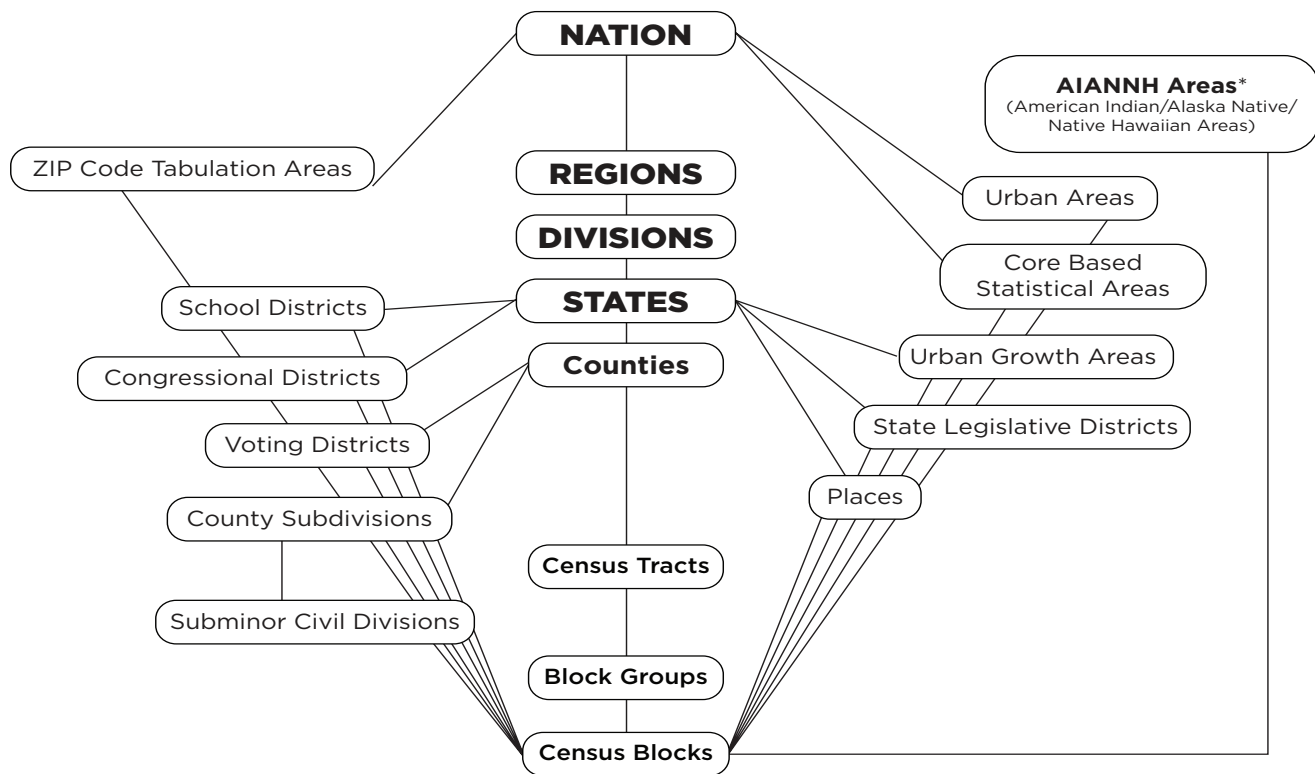 NATION
AIANNH Areas*
(American Indian/Alaska Native/
Native Hawaiian Areas)
ZIP Code Tabulation Areas
REGIONS
Urban Areas
DIVISIONS
Core Based
Statistical Areas
School Districts
STATES
Urban Growth Areas
Congressional Districts
Counties
State Legislative Districts
Voting Districts
Places
County Subdivisions
Census Tracts
Subminor Civil Divisions
Block Groups
Census Blocks